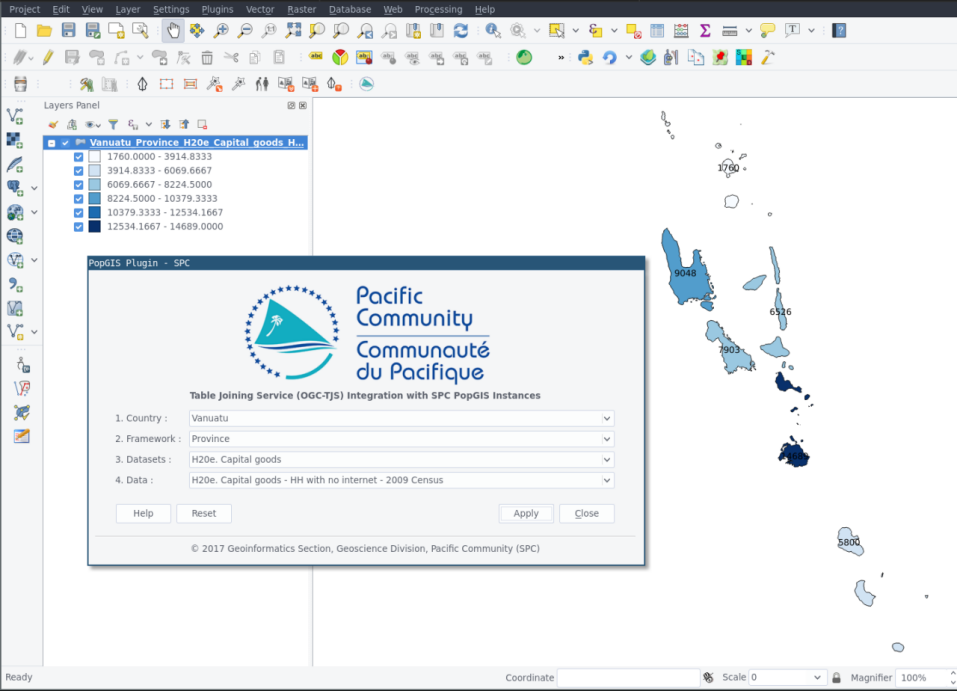 Project Edit View Layer Settings Plugins Vector Raster Database Web Processing Help
Layers Panel
Vanuatu_Province_H20e_Capital_goods_H...
1760.0000 - 3914.8333
3914.8333 - 6069.6667
6069.6667 - 8224.5000
8224.5000 - 10379.3333
10379.3333 - 12534.1667
12534.1667 - 14689.0000
1760
9048
6526
7903
5800
PopGIS Plugin - SPC
Pacific
Community
Communauté
du Pacifique
Table Joining Service (OGC-TJS) Integration with SPC PopGIS Instances
1. Country : Vanuatu
2. Framework : Province
3. Datasets : H20e. Capital goods
4. Data : H20e. Capital goods - HH with no internet - 2009 Census
Help Reset Apply Close
© 2017 Geoinformatics Section, Geoscience Division, Pacific Community (SPC)
Ready Coordinate Scale 0 Magnifier 100%